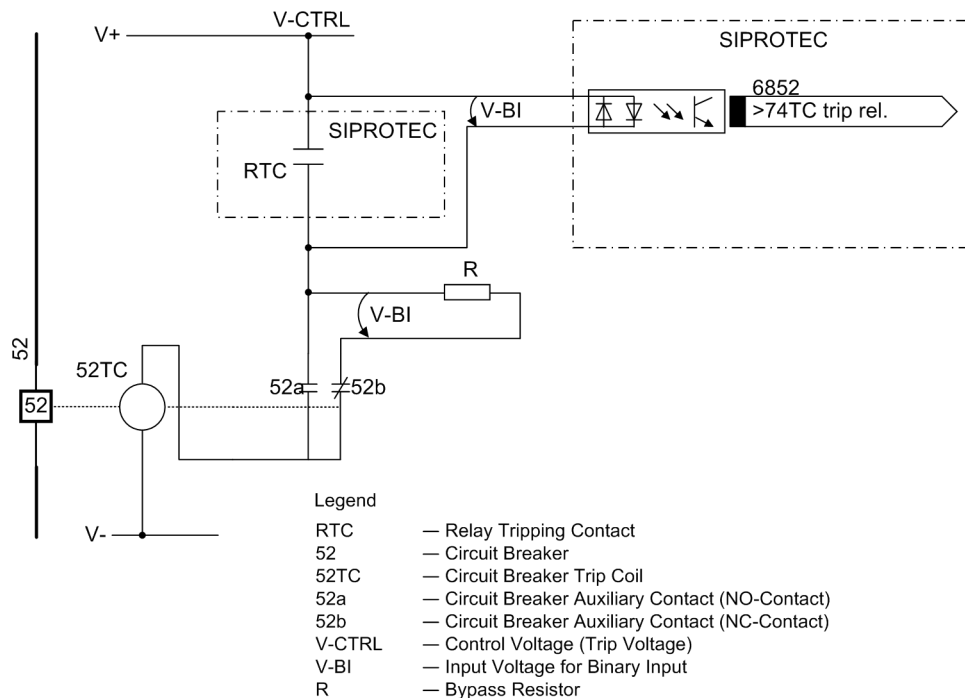 V-CTRL
V+
SIPROTEC
6852
>74TC trip rel.
V-BI
SIPROTEC
RTC
R
V-BI
52
52TC
52a
52b
52
V-
Legend
RTC — Relay Tripping Contact
52 — Circuit Breaker
52TC — Circuit Breaker Trip Coil
52a — Circuit Breaker Auxiliary Contact (NO-Contact)
52b — Circuit Breaker Auxiliary Contact (NC-Contact)
V-CTRL — Control Voltage (Trip Voltage)
V-BI — Input Voltage for Binary Input
R — Bypass Resistor